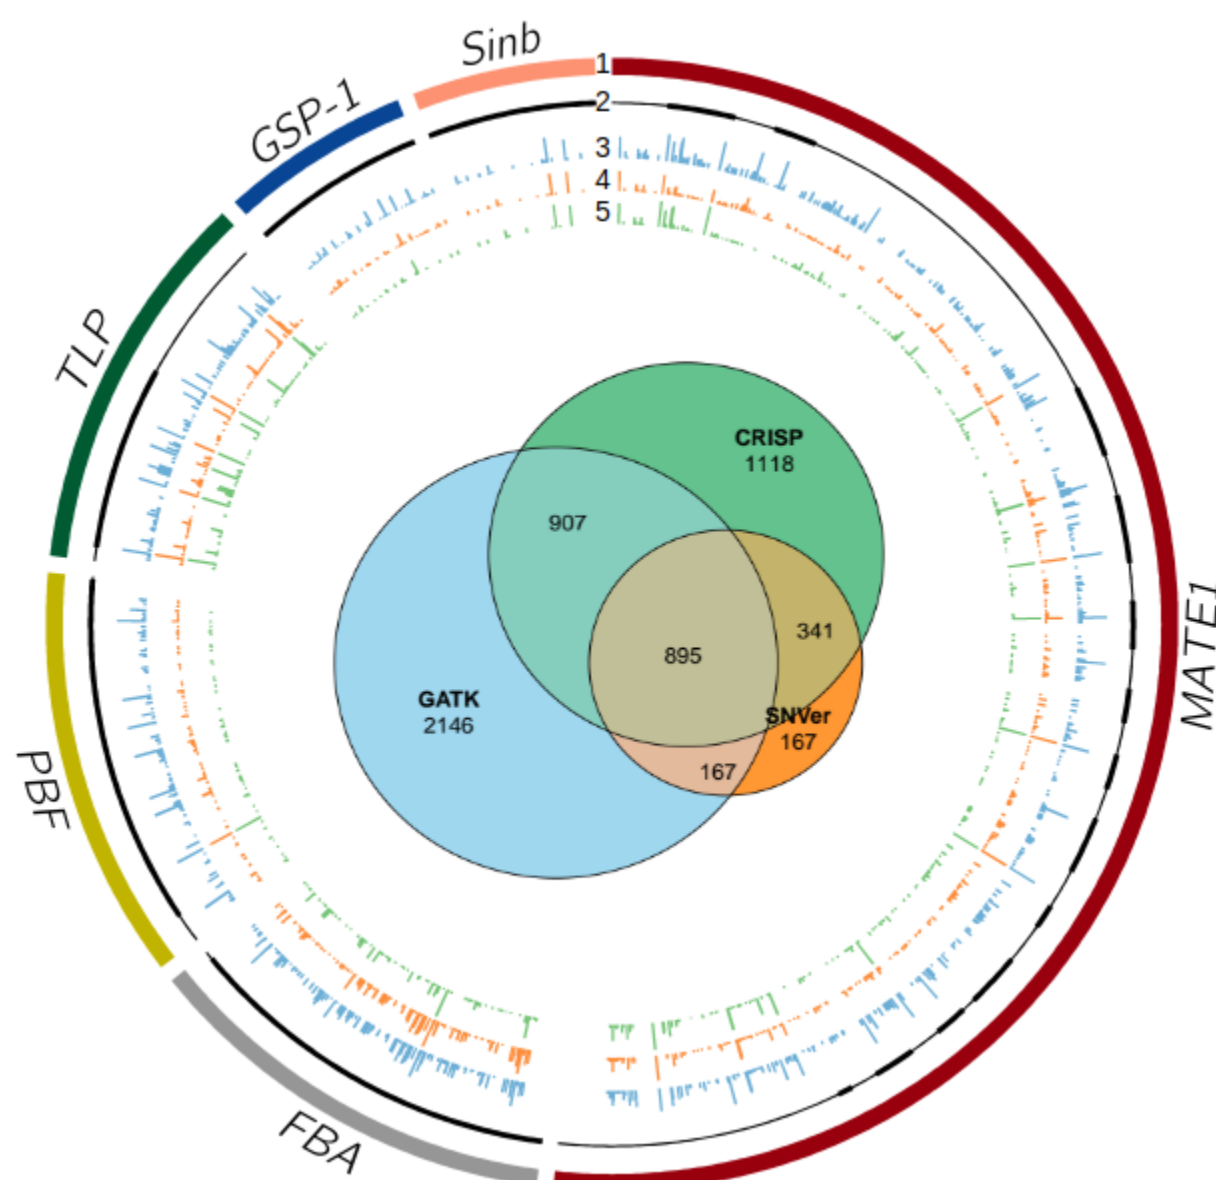 Sinb
GSP-1
TLP
PBF
FBA
MATE1
1
2
3
4
5
CRISP
1118
907
341
895
GATK
2146
SNVer
167
167